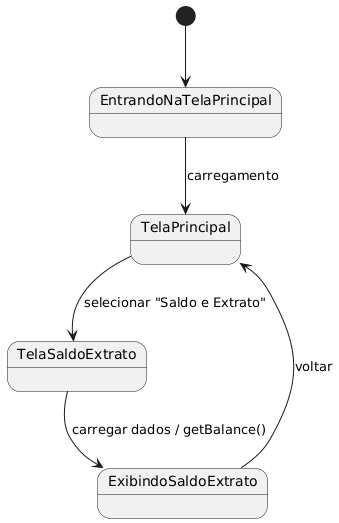 EntrandoNaTelaPrincipal
carregamento
TelaPrincipal
selecionar "Saldo e Extrato"
TelaSaldoExtrato
voltar
carregar dados / getBalance()
ExibindoSaldoExtrato